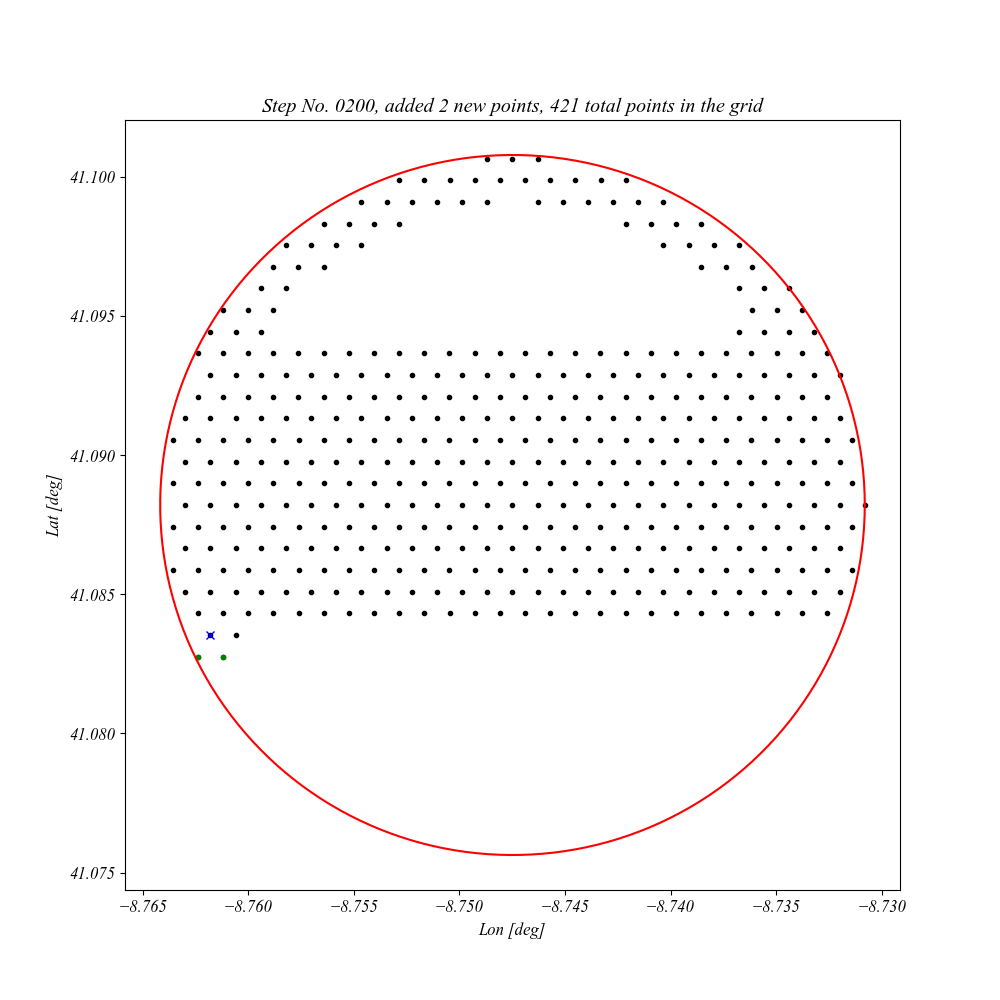 Step No. 0200, added 2 new points, 421 total points in the grid
41.100
41.095
41.090
41.085
41.080
41.075
Lat [deg]
−8.765 −8.760 −8.755 −8.750 −8.745 −8.740 −8.735 −8.730
Lon [deg]